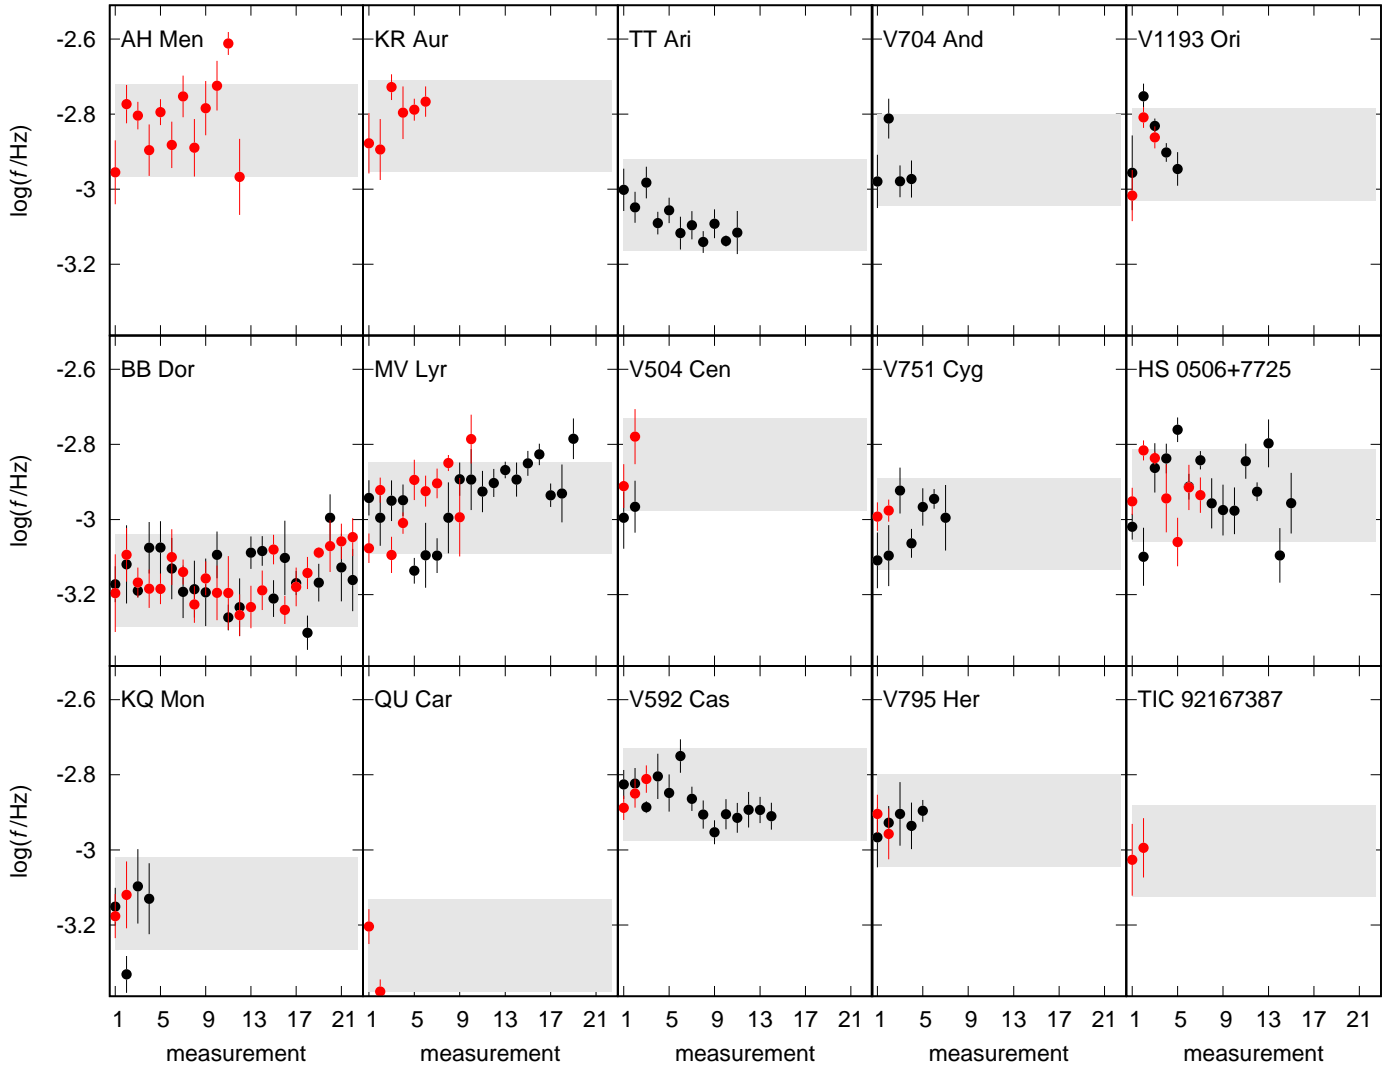 -2.6 AH Men KR Aur TT Ari V704 And V1193 Ori
-2.8
-3
-3.2
log(f/Hz)
-2.6 BB Dor MV Lyr V504 Cen V751 Cyg HS 0506+7725
-2.8
-3
-3.2
log(f/Hz)
-2.6 KQ Mon QU Car V592 Cas V795 Her TIC 92167387
-2.8
-3
-3.2
log(f/Hz)
1 5 9 13 17 21 1 5 9 13 17 21 1 5 9 13 17 21 1 5 9 13 17 21 1 5 9 13 17 21
measurement measurement measurement measurement measurement